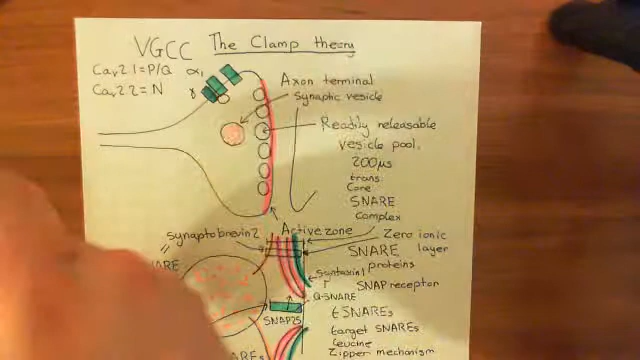 VGCC The Clamp theory
Cav2.1=P/Q α1
Cav2.2=N γ
Axon terminal
Synaptic vesicle
Readily releasable
vesicle pool.
200μs
trans
Core
SNARE
Complex
Active zone
Synaptobrevin2
Zero ionic
layer
SNARE
proteins
Syntaxin1
SNAP receptor
Q-SNARE
SNAP25
tSNAREs
target SNAREs
leucine
Zipper mechanism